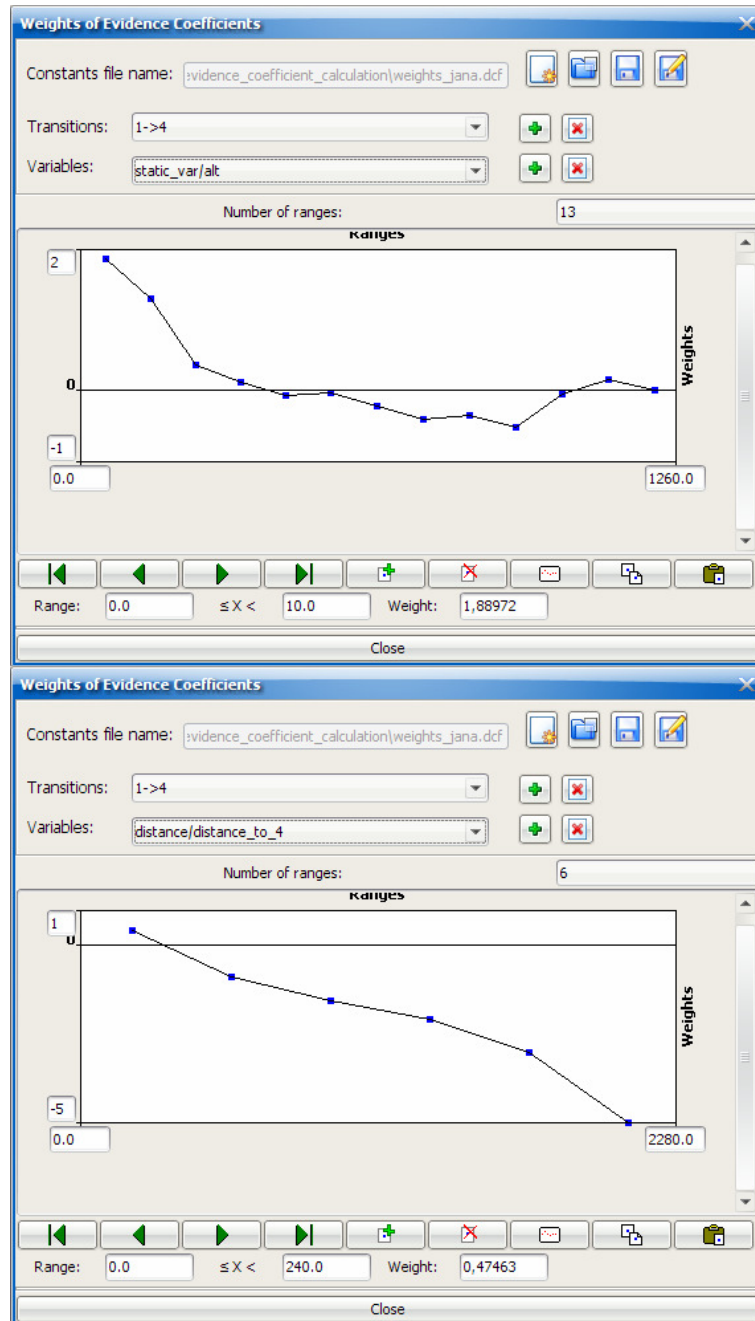 Weights of Evidence Coefficients
Constants file name: :vidence_coefficient_calculation\weights_jana.dcf
Transitions: 1->4
Variables: static_var/alt
Number of ranges: 13
Ranges
2
0
-1
Weights
0.0 1260.0
Range: 0.0 ≤ X < 10.0 Weight: 1,88972
Close
Weights of Evidence Coefficients
Constants file name: :vidence_coefficient_calculation\weights_jana.dcf
Transitions: 1->4
Variables: distance/distance_to_4
Number of ranges: 6
Ranges
1
0
-5
Weights
0.0 2280.0
Range: 0.0 ≤ X < 240.0 Weight: 0,47463
Close